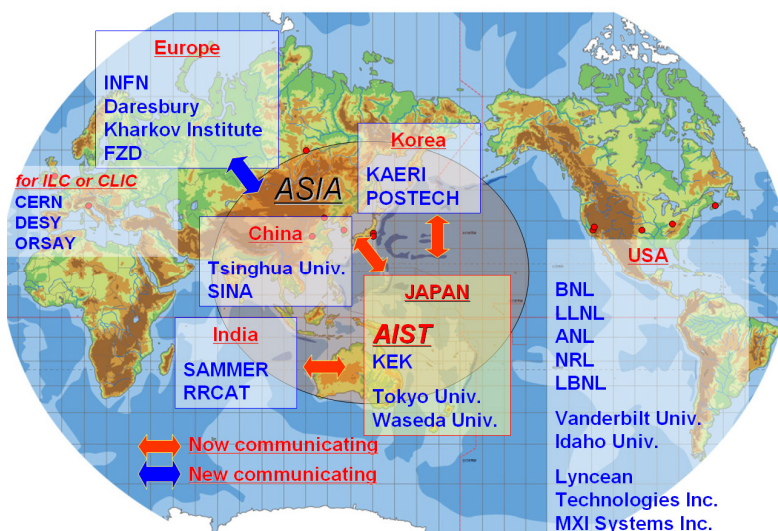 Europe
INFN
Daresbury
Kharkov Institute
FZD
for ILC or CLIC
CERN
DESY
ORSAY
ASIA
Korea
KAERI
POSTECH
China
Tsinghua Univ.
SINA
India
SAMMER
RRCAT
JAPAN
AIST
KEK
Tokyo Univ.
Waseda Univ.
USA
BNL
LLNL
ANL
NRL
LBNL
Vanderbilt Univ.
Idaho Univ.
Lyncean
Technologies Inc.
MXI Systems Inc.
Now communicating
New communicating